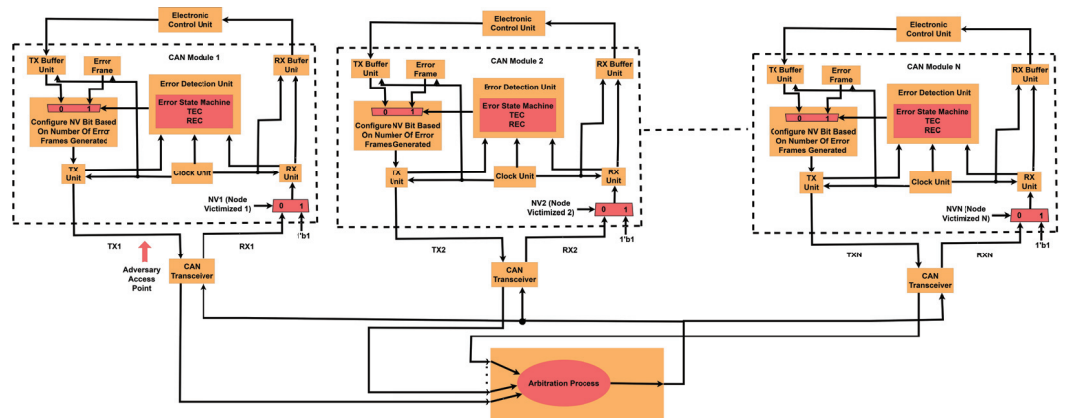 Electronic
Control Unit
CAN Module 1
TX Buffer
Unit
Error
Frame
RX Buffer
Unit
Error Detection Unit
0 1
Error State Machine
TEC
REC
Configure NV Bit Based
On Number Of Error
Frames Generated
TX
Unit
Clock Unit
RX
Unit
NV1 (Node
Victimized 1)
0 1
1'b1
TX1
RX1
Adversary
Access
Point
CAN
Transceiver
Electronic
Control Unit
CAN Module 2
TX Buffer
Unit
Error
Frame
RX Buffer
Unit
Error Detection Unit
0 1
Error State Machine
TEC
REC
Configure NV Bit Based
On Number Of Error
FramesGenerated
TX
Unit
Clock Unit
RX
Unit
NV2 (Node
Victimized 2)
0 1
1'b1
TX2
RX2
CAN
Transceiver
Electronic
Control Unit
CAN Module N
TX Buffer
Unit
Error
Frame
RX Buffer
Unit
Error Detection Unit
0 1
Error State Machine
TEC
REC
Configure NV Bit Based
On Number Of Error
Frames Generated
TX
Unit
Clock Unit
RX
Unit
NVN (Node
Victimized N)
0 1
1'b1
TXN
RXN
CAN
Transceiver
Arbitration Process